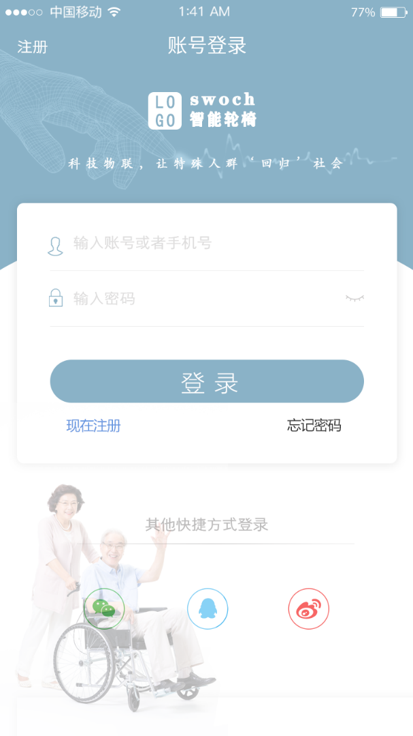 中国移动 1:41 AM 77%
注册 账号登录
LO
GO
swoch
智能轮椅
科技物联，让特殊人群‘回归’社会
输入账号或者手机号
输入密码
登录
现在注册 忘记密码
其他快捷方式登录